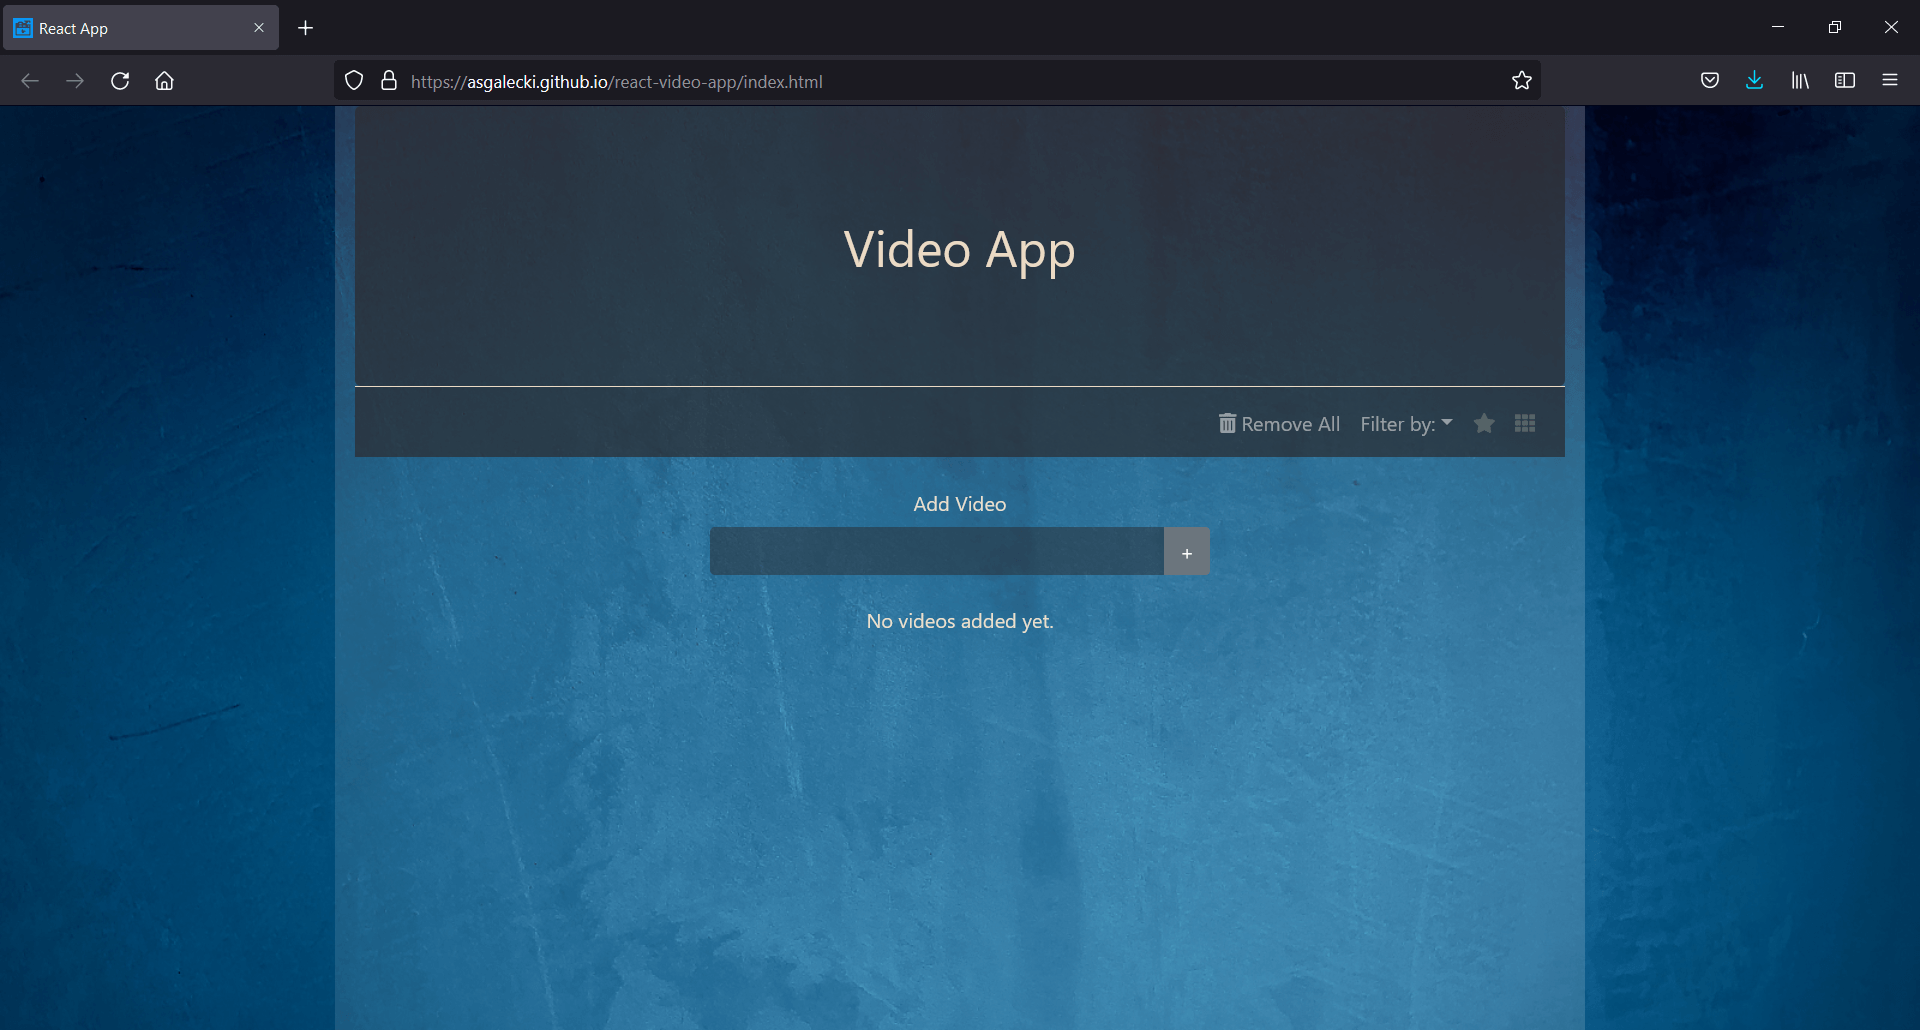 React App
https://asgalecki.github.io/react-video-app/index.html
Video App
Remove All Filter by:
Add Video
+
No videos added yet.